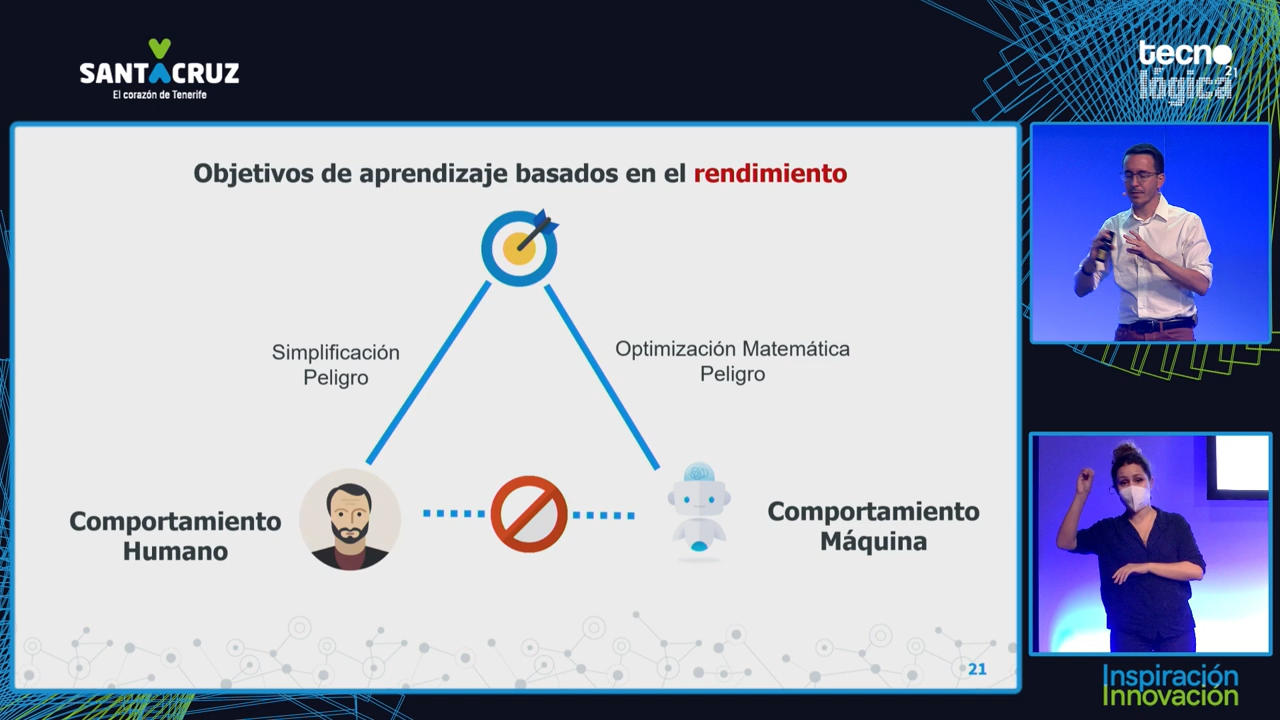 SANTACRUZ
El corazón de Tenerife
tecno
lógica
21
Objetivos de aprendizaje basados en el rendimiento
Simplificación
Peligro
Optimización Matemática
Peligro
Comportamiento
Humano
Comportamiento
Máquina
21
Inspiración
Innovación